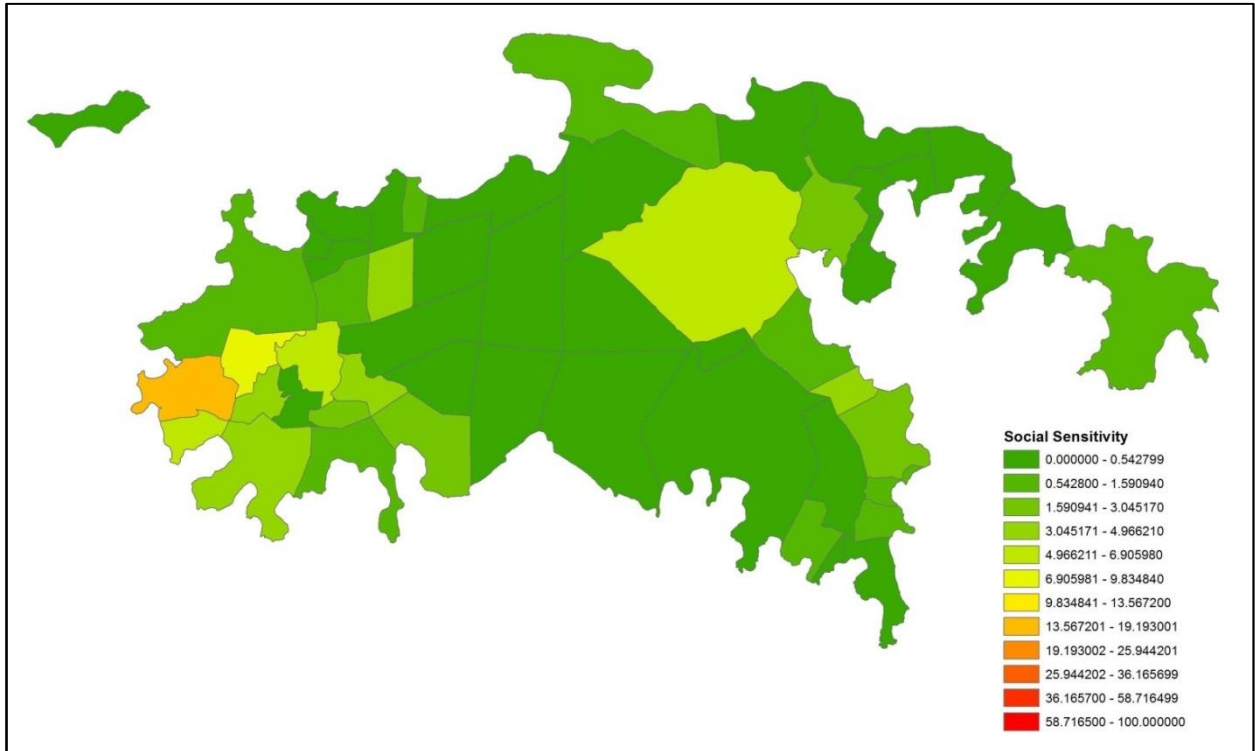 Social Sensitivity
0.000000 - 0.542799
0.542800 - 1.590940
1.590941 - 3.045170
3.045171 - 4.966210
4.966211 - 6.905980
6.905981 - 9.834840
9.834841 - 13.567200
13.567201 - 19.193001
19.193002 - 25.944201
25.944202 - 36.165699
36.165700 - 58.716499
58.716500 - 100.000000